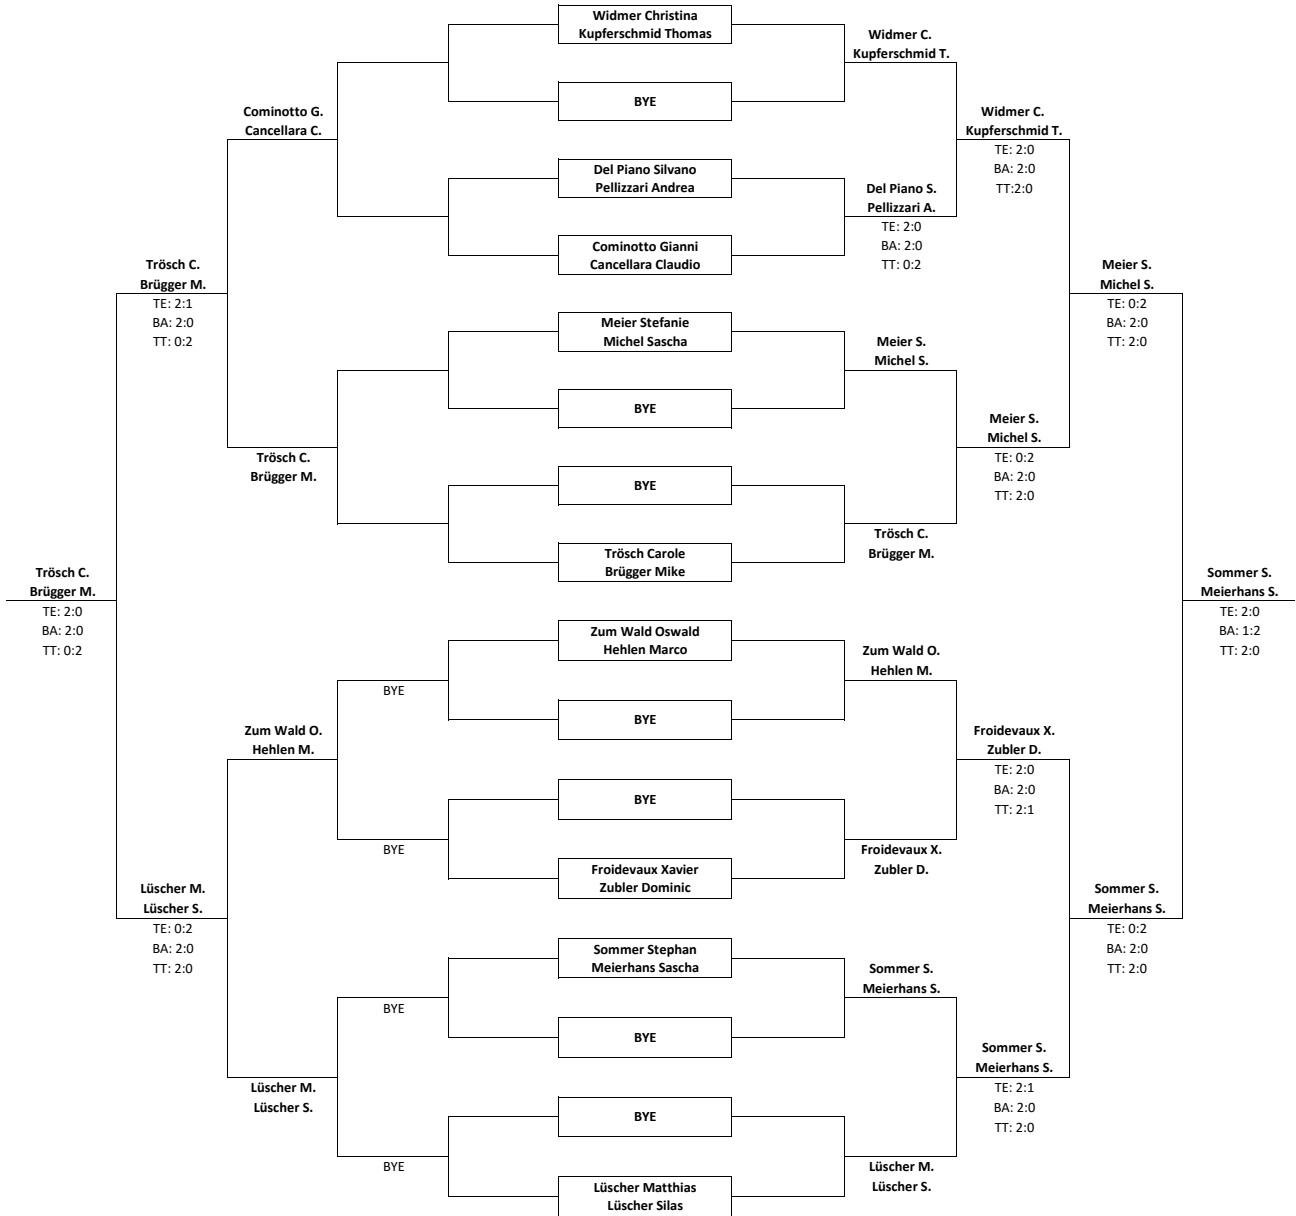 Widmer Christina
Kupferschmid Thomas
Widmer C.
Kupferschmid T.
BYE
Cominotto G.
Cancellara C.
Widmer C.
Kupferschmid T.
TE: 2:0
BA: 2:0
TT:2:0
Del Piano Silvano
Pellizzari Andrea
Del Piano S.
Pellizzari A.
TE: 2:0
BA: 2:0
TT: 0:2
Cominotto Gianni
Cancellara Claudio
Trösch C.
Brügger M.
TE: 2:1
BA: 2:0
TT: 0:2
Meier S.
Michel S.
TE: 0:2
BA: 2:0
TT: 2:0
Meier Stefanie
Michel Sascha
Meier S.
Michel S.
BYE
Meier S.
Michel S.
TE: 0:2
BA: 2:0
TT: 2:0
Trösch C.
Brügger M.
BYE
Trösch C.
Brügger M.
Trösch Carole
Brügger Mike
Trösch C.
Brügger M.
TE: 2:0
BA: 2:0
TT: 0:2
Sommer S.
Meierhans S.
TE: 2:0
BA: 1:2
TT: 2:0
Zum Wald Oswald
Hehlen Marco
Zum Wald O.
Hehlen M.
BYE
BYE
Zum Wald O.
Hehlen M.
Froidevaux X.
Zubler D.
TE: 2:0
BA: 2:0
TT: 2:1
BYE
BYE
Froidevaux X.
Zubler D.
Froidevaux Xavier
Zubler Dominic
Lüscher M.
Lüscher S.
TE: 0:2
BA: 2:0
TT: 2:0
Sommer S.
Meierhans S.
TE: 0:2
BA: 2:0
TT: 2:0
Sommer Stephan
Meierhans Sascha
Sommer S.
Meierhans S.
BYE
BYE
Sommer S.
Meierhans S.
TE: 2:1
BA: 2:0
TT: 2:0
Lüscher M.
Lüscher S.
BYE
BYE
Lüscher M.
Lüscher S.
Lüscher Matthias
Lüscher Silas